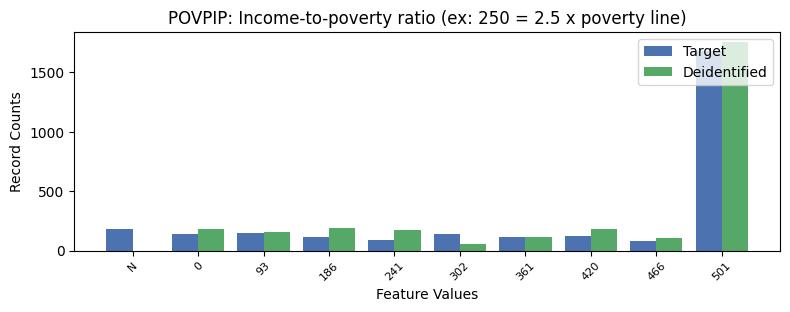 POVPIP: Income-to-poverty ratio (ex: 250 = 2.5 x poverty line)
Target
Deidentified
Record Counts
1500
1000
500
0
N 0 93 186 241 302 361 420 466 501
Feature Values